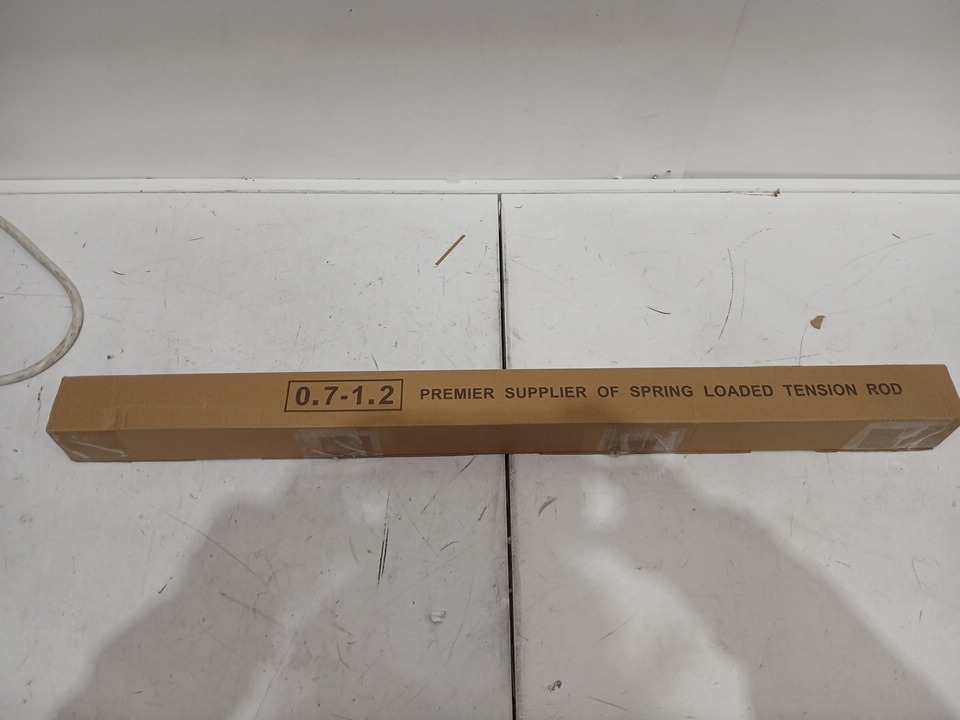 0.7-1.2 PREMIER SUPPLIER OF SPRING LOADED TENSION ROD